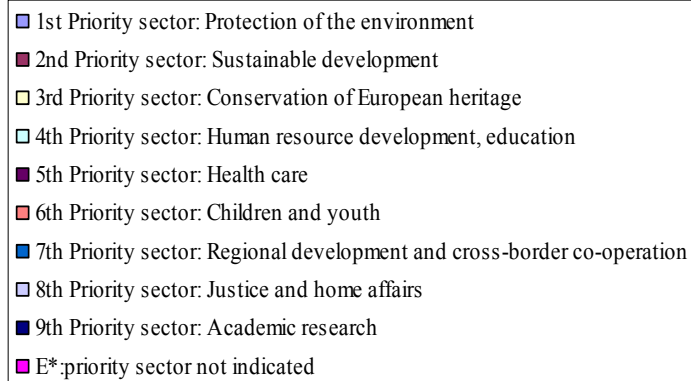 1st Priority sector: Protection of the environment
2nd Priority sector: Sustainable development
3rd Priority sector: Conservation of European heritage
4th Priority sector: Human resource development, education
5th Priority sector: Health care
6th Priority sector: Children and youth
7th Priority sector: Regional development and cross-border co-operation
8th Priority sector: Justice and home affairs
9th Priority sector: Academic research
E*:priority sector not indicated